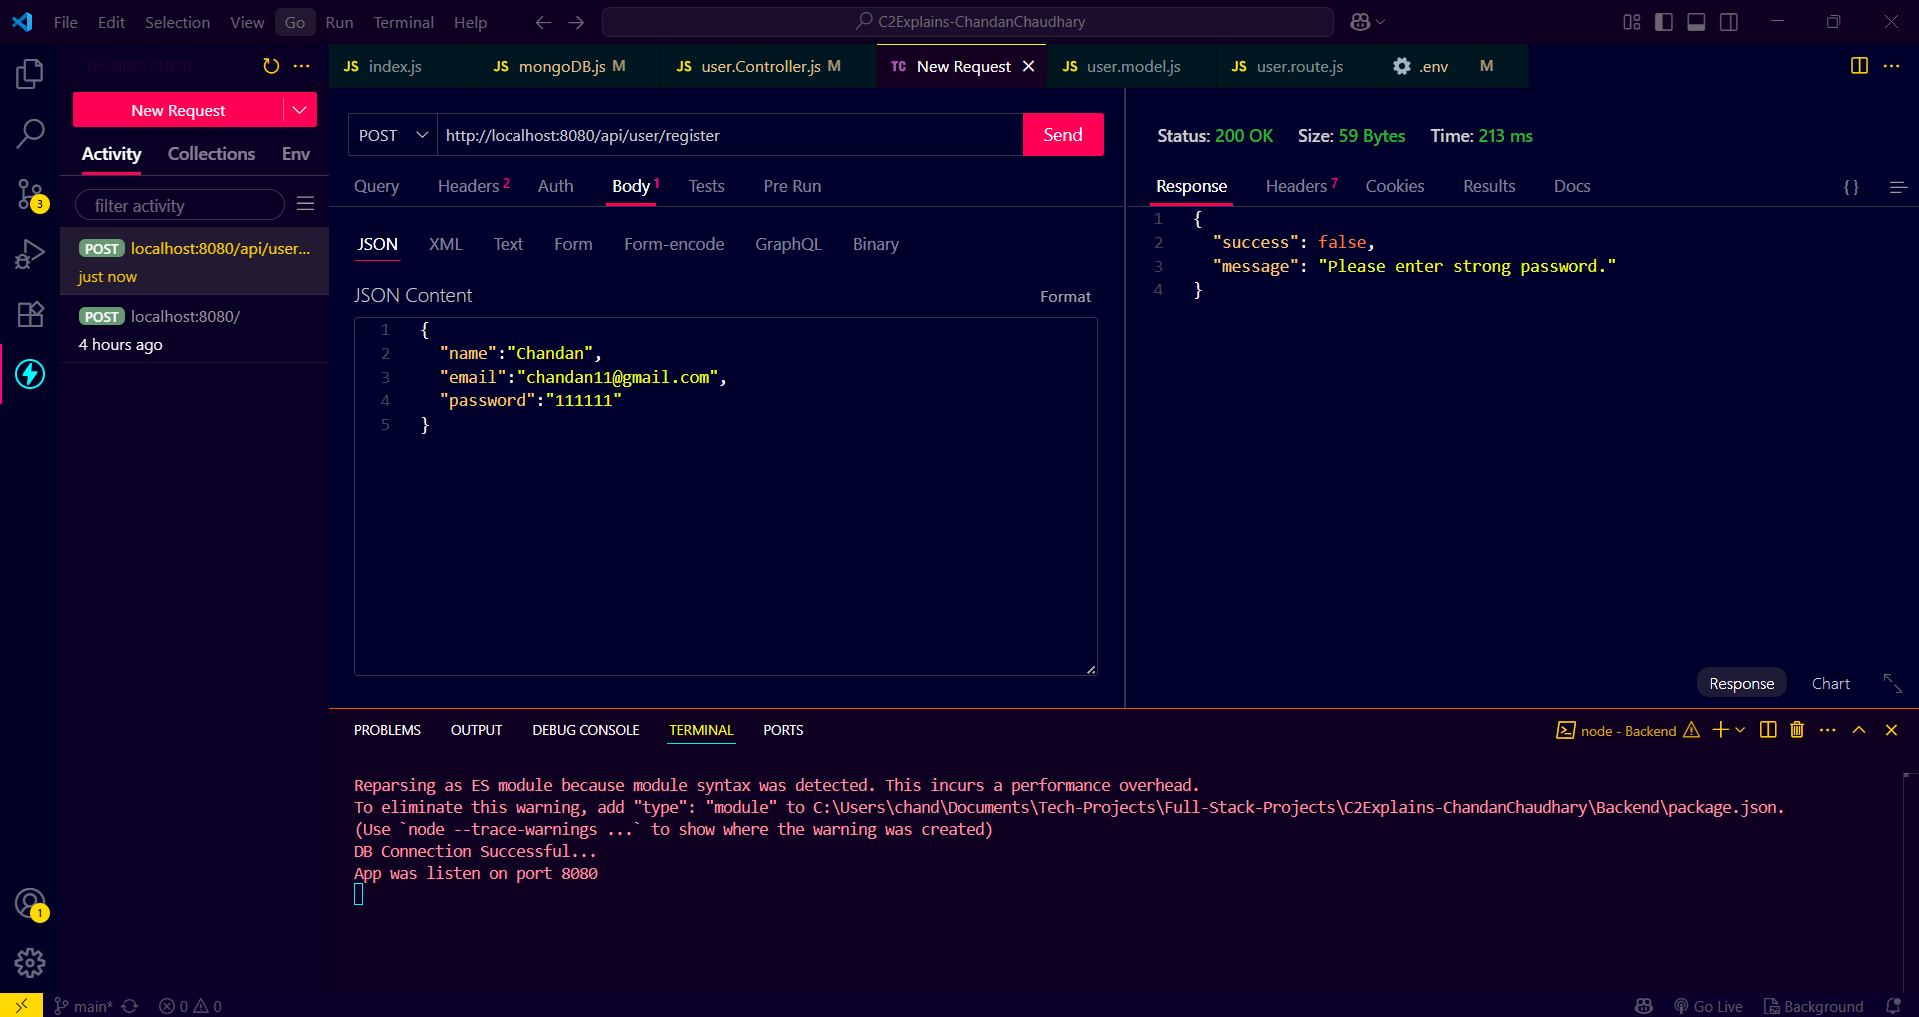 File Edit Selection View Go Run Terminal Help
C2Explains-ChandanChaudhary
THUNDER CLIENT
JS index.js
JS mongoDB.js M
JS user.Controller.js M
TC New Request
JS user.model.js
JS user.route.js
.env M
New Request
Activity Collections Env
filter activity
POST localhost:8080/api/user...
just now
POST localhost:8080/
4 hours ago
3
1
POST http://localhost:8080/api/user/register Send
Query Headers 2 Auth Body 1 Tests Pre Run
JSON XML Text Form Form-encode GraphQL Binary
JSON Content Format
1 {
2 "name":"Chandan",
3 "email":"chandan11@gmail.com",
4 "password":"111111"
5 }
Status: 200 OK Size: 59 Bytes Time: 213 ms
Response Headers 7 Cookies Results Docs { }
1 {
2 "success": false,
3 "message": "Please enter strong password."
4 }
Response Chart
PROBLEMS OUTPUT DEBUG CONSOLE TERMINAL PORTS
node - Backend
Reparsing as ES module because module syntax was detected. This incurs a performance overhead.
To eliminate this warning, add "type": "module" to C:\Users\chand\Documents\Tech-Projects\Full-Stack-Projects\C2Explains-ChandanChaudhary\Backend\package.json.
(Use `node --trace-warnings ...` to show where the warning was created)
DB Connection Successful...
App was listen on port 8080
main* 0 0
Go Live Background